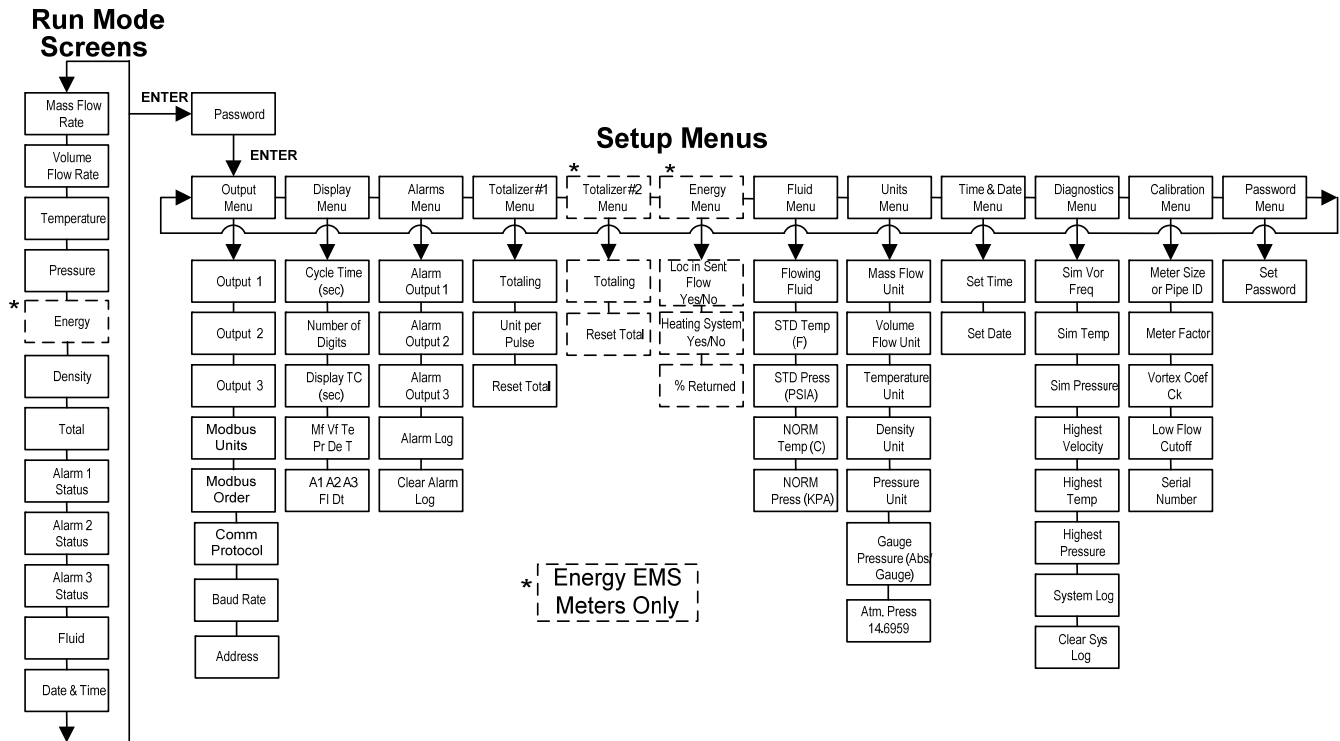 Run Mode
Screens
Mass Flow
Rate
Volume
Flow Rate
Temperature
Pressure
*
Energy
Density
Total
Alarm 1
Status
Alarm 2
Status
Alarm 3
Status
Fluid
Date & Time
ENTER
Password
ENTER
Setup Menus
Output
Menu
Display
Menu
Alarms
Menu
Totalizer #1
Menu
*
Totalizer #2
Menu
*
Energy
Menu
Fluid
Menu
Units
Menu
Time & Date
Menu
Diagnostics
Menu
Calibration
Menu
Password
Menu
Output 1
Output 2
Output 3
Modbus
Units
Modbus
Order
Comm
Protocol
Baud Rate
Address
Cycle Time
(sec)
Number of
Digits
Display TC
(sec)
Mf Vf Te
Pr De T
A1 A2 A3
Fl Dt
Alarm
Output 1
Alarm
Output 2
Alarm
Output 3
Alarm Log
Clear Alarm
Log
Totaling
Unit per
Pulse
Reset Total
Totaling
Reset Total
Loc in Sent
Flow
Yes/No
Heating System
Yes/No
% Returned
Flowing
Fluid
STD Temp
(F)
STD Press
(PSIA)
NORM
Temp (C)
NORM
Press (KPA)
Mass Flow
Unit
Volume
Flow Unit
Temperature
Unit
Density
Unit
Pressure
Unit
Gauge
Pressure (Abs/
Gauge)
Atm. Press
14.6959
Set Time
Set Date
Sim Vor
Freq
Sim Temp
Sim Pressure
Highest
Velocity
Highest
Temp
Highest
Pressure
System Log
Clear Sys
Log
Meter Size
or Pipe ID
Meter Factor
Vortex Coef
Ck
Low Flow
Cutoff
Serial
Number
Set
Password
*
Energy EMS
Meters Only